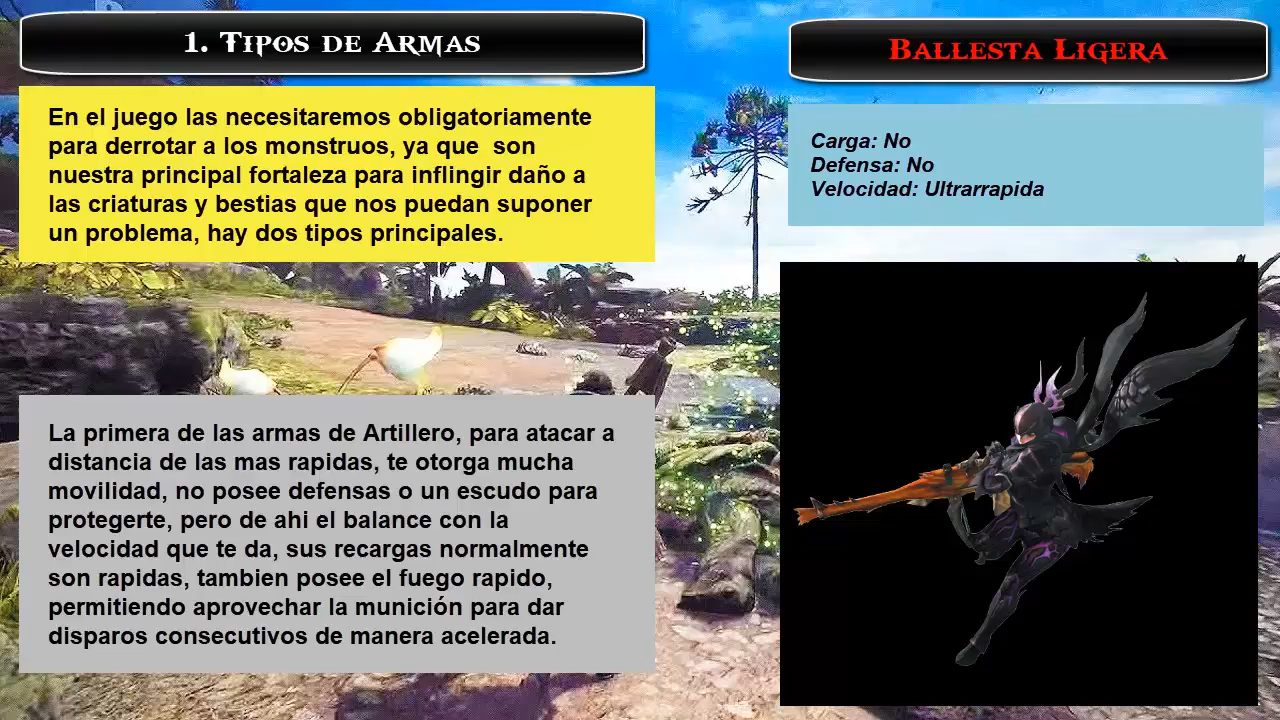 1. Tipos de Armas
En el juego las necesitaremos obligatoriamente
para derrotar a los monstruos, ya que  son
nuestra principal fortaleza para inflingir daño a
las criaturas y bestias que nos puedan suponer
un problema, hay dos tipos principales.
La primera de las armas de Artillero, para atacar a
distancia de las mas rapidas, te otorga mucha
movilidad, no posee defensas o un escudo para
protegerte, pero de ahi el balance con la
velocidad que te da, sus recargas normalmente
son rapidas, tambien posee el fuego rapido,
permitiendo aprovechar la munición para dar
disparos consecutivos de manera acelerada.
Ballesta Ligera
Carga: No
Defensa: No
Velocidad: Ultrarrapida